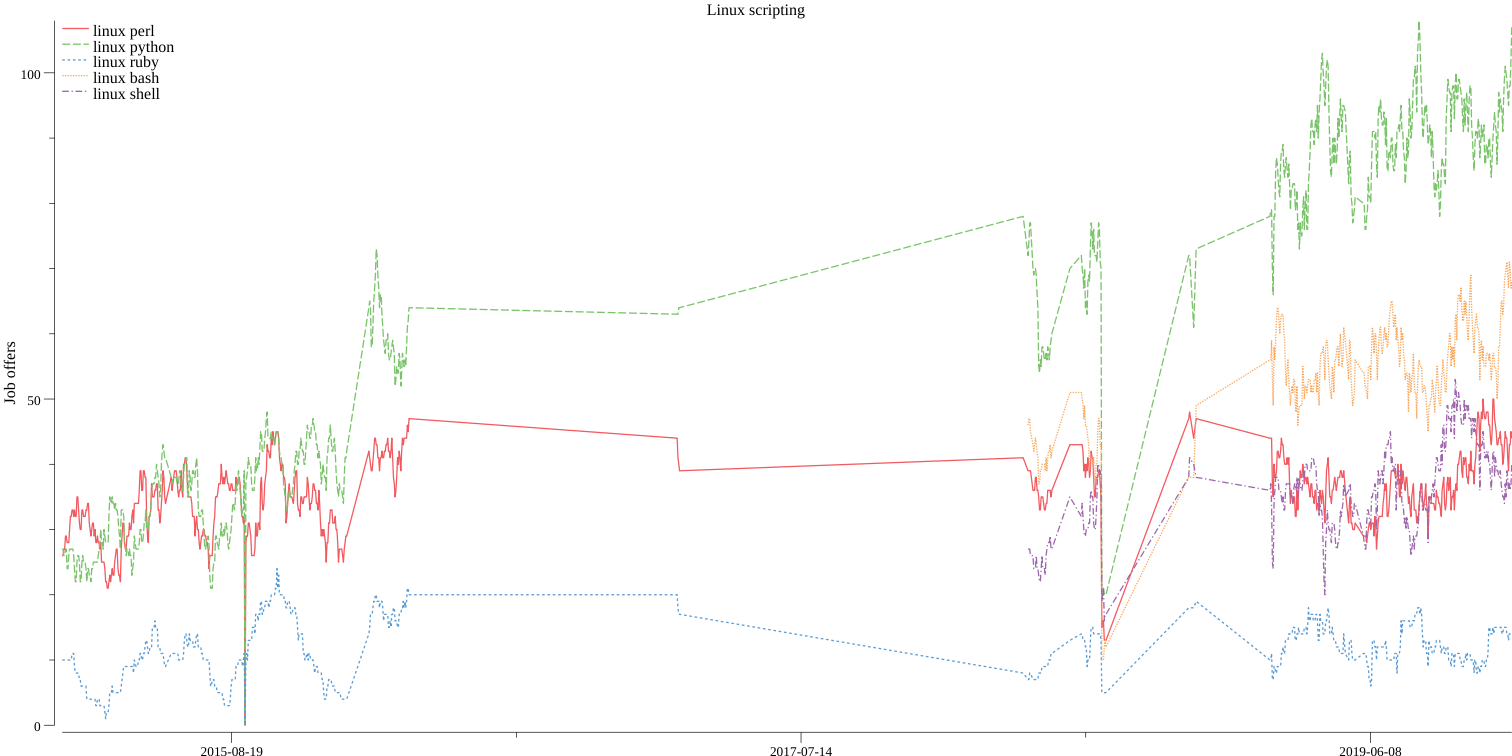 Linux scripting
linux perl
linux python
linux ruby
linux bash
linux shell
100
50
0
Job offers
2015-08-19
2017-07-14
2019-06-08